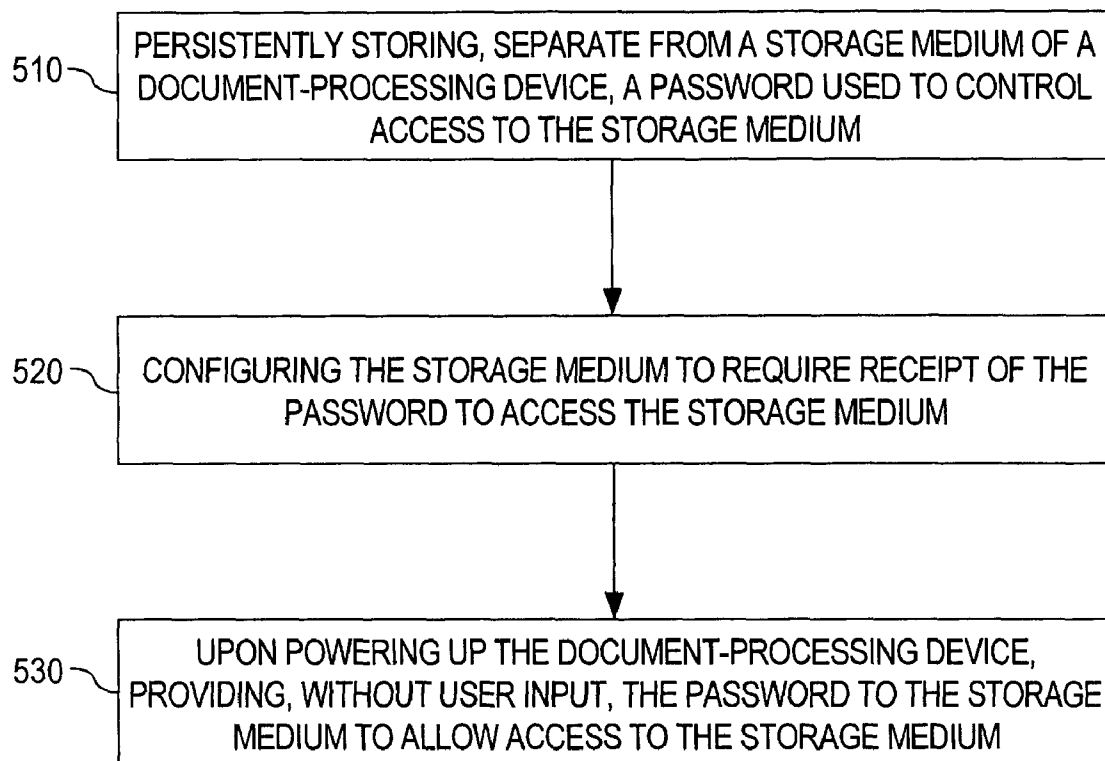 510
PERSISTENTLY STORING, SEPARATE FROM A STORAGE MEDIUM OF A
DOCUMENT-PROCESSING DEVICE, A PASSWORD USED TO CONTROL
ACCESS TO THE STORAGE MEDIUM
520
CONFIGURING THE STORAGE MEDIUM TO REQUIRE RECEIPT OF THE
PASSWORD TO ACCESS THE STORAGE MEDIUM
530
UPON POWERING UP THE DOCUMENT-PROCESSING DEVICE,
PROVIDING, WITHOUT USER INPUT, THE PASSWORD TO THE STORAGE
MEDIUM TO ALLOW ACCESS TO THE STORAGE MEDIUM